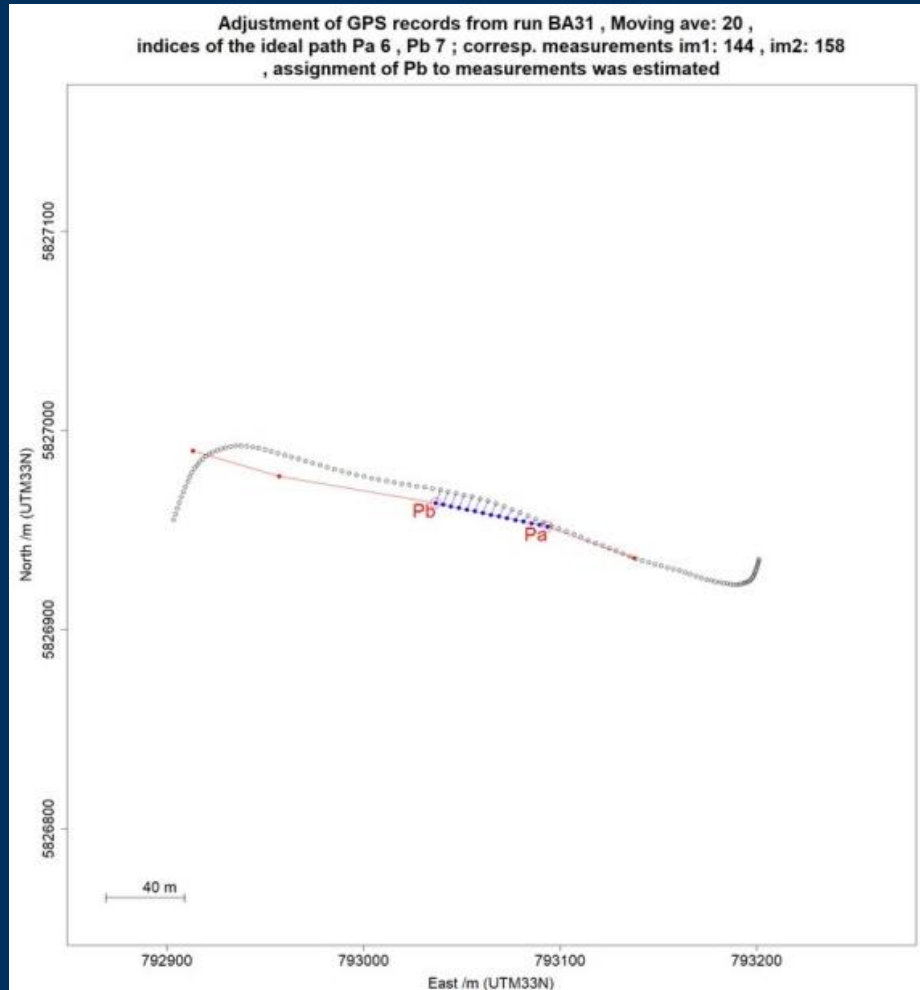 Adjustment of GPS records from run BA31 , Moving ave: 20 ,
indices of the ideal path Pa 6 , Pb 7 ; corresp. measurements im1: 144 , im2: 158
, assignment of Pb to measurements was estimated
5827100
5827000
5826900
5826800
North /m (UTM33N)
Pb
Pa
40 m
792900
793000
793100
793200
East /m (UTM33N)